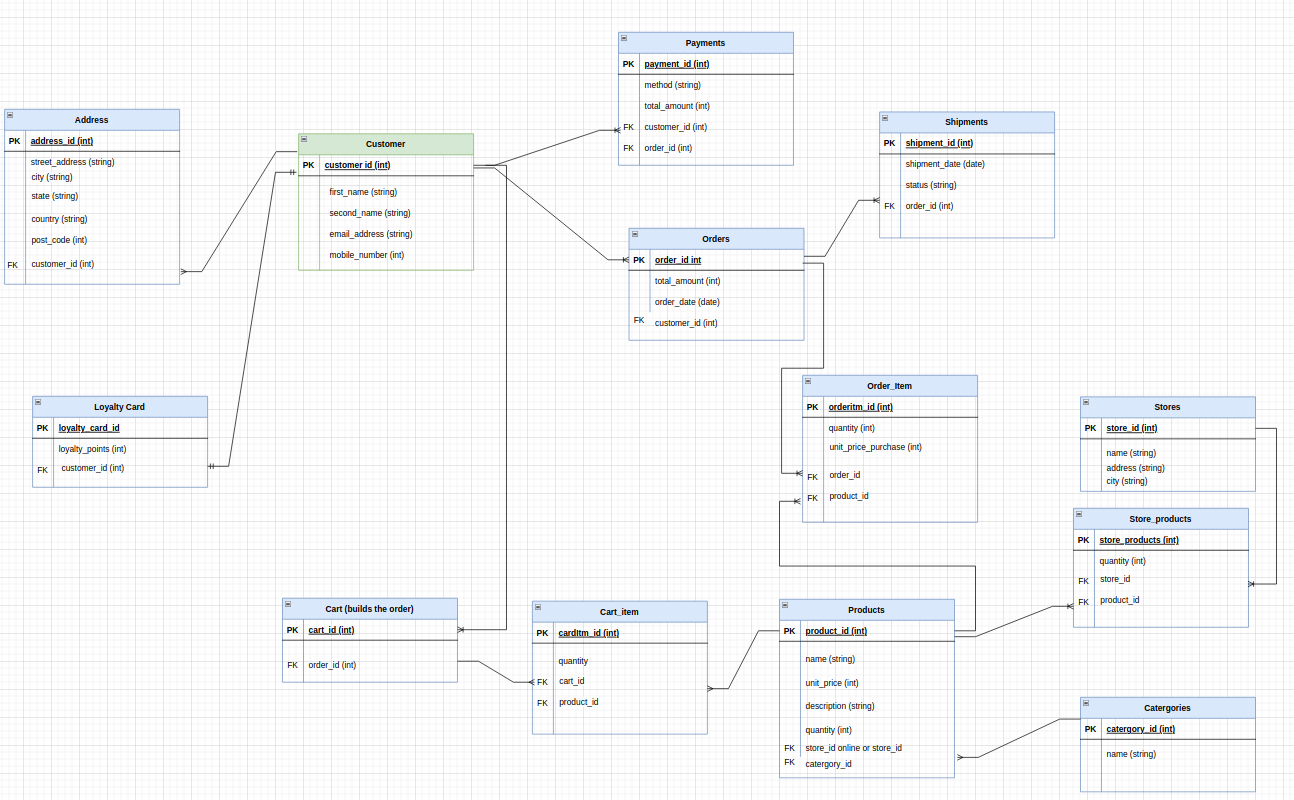 Payments
PK payment_id (int)
method (string)
total_amount (int)
FK customer_id (int)
FK order_id (int)
Address
PK address_id (int)
street_address (string)
city (string)
state (string)
country (string)
post_code (int)
FK customer_id (int)
Customer
PK customer id (int)
first_name (string)
second_name (string)
email_address (string)
mobile_number (int)
Shipments
PK shipment_id (int)
shipment_date (date)
status (string)
FK order_id (int)
Orders
PK order_id int
total_amount (int)
order_date (date)
FK customer_id (int)
Loyalty Card
PK loyalty_card_id
loyalty_points (int)
FK customer_id (int)
Order_Item
PK orderitm_id (int)
quantity (int)
unit_price_purchase (int)
FK order_id
FK product_id
Stores
PK store_id (int)
name (string)
address (string)
city (string)
Store_products
PK store_products (int)
quantity (int)
FK store_id
FK product_id
Cart (builds the order)
PK cart_id (int)
FK order_id (int)
Cart_item
PK cardItm_id (int)
quantity
FK cart_id
FK product_id
Products
PK product_id (int)
name (string)
unit_price (int)
description (string)
quantity (int)
FK store_id online or store_id
FK catergory_id
Catergories
PK catergory_id (int)
name (string)